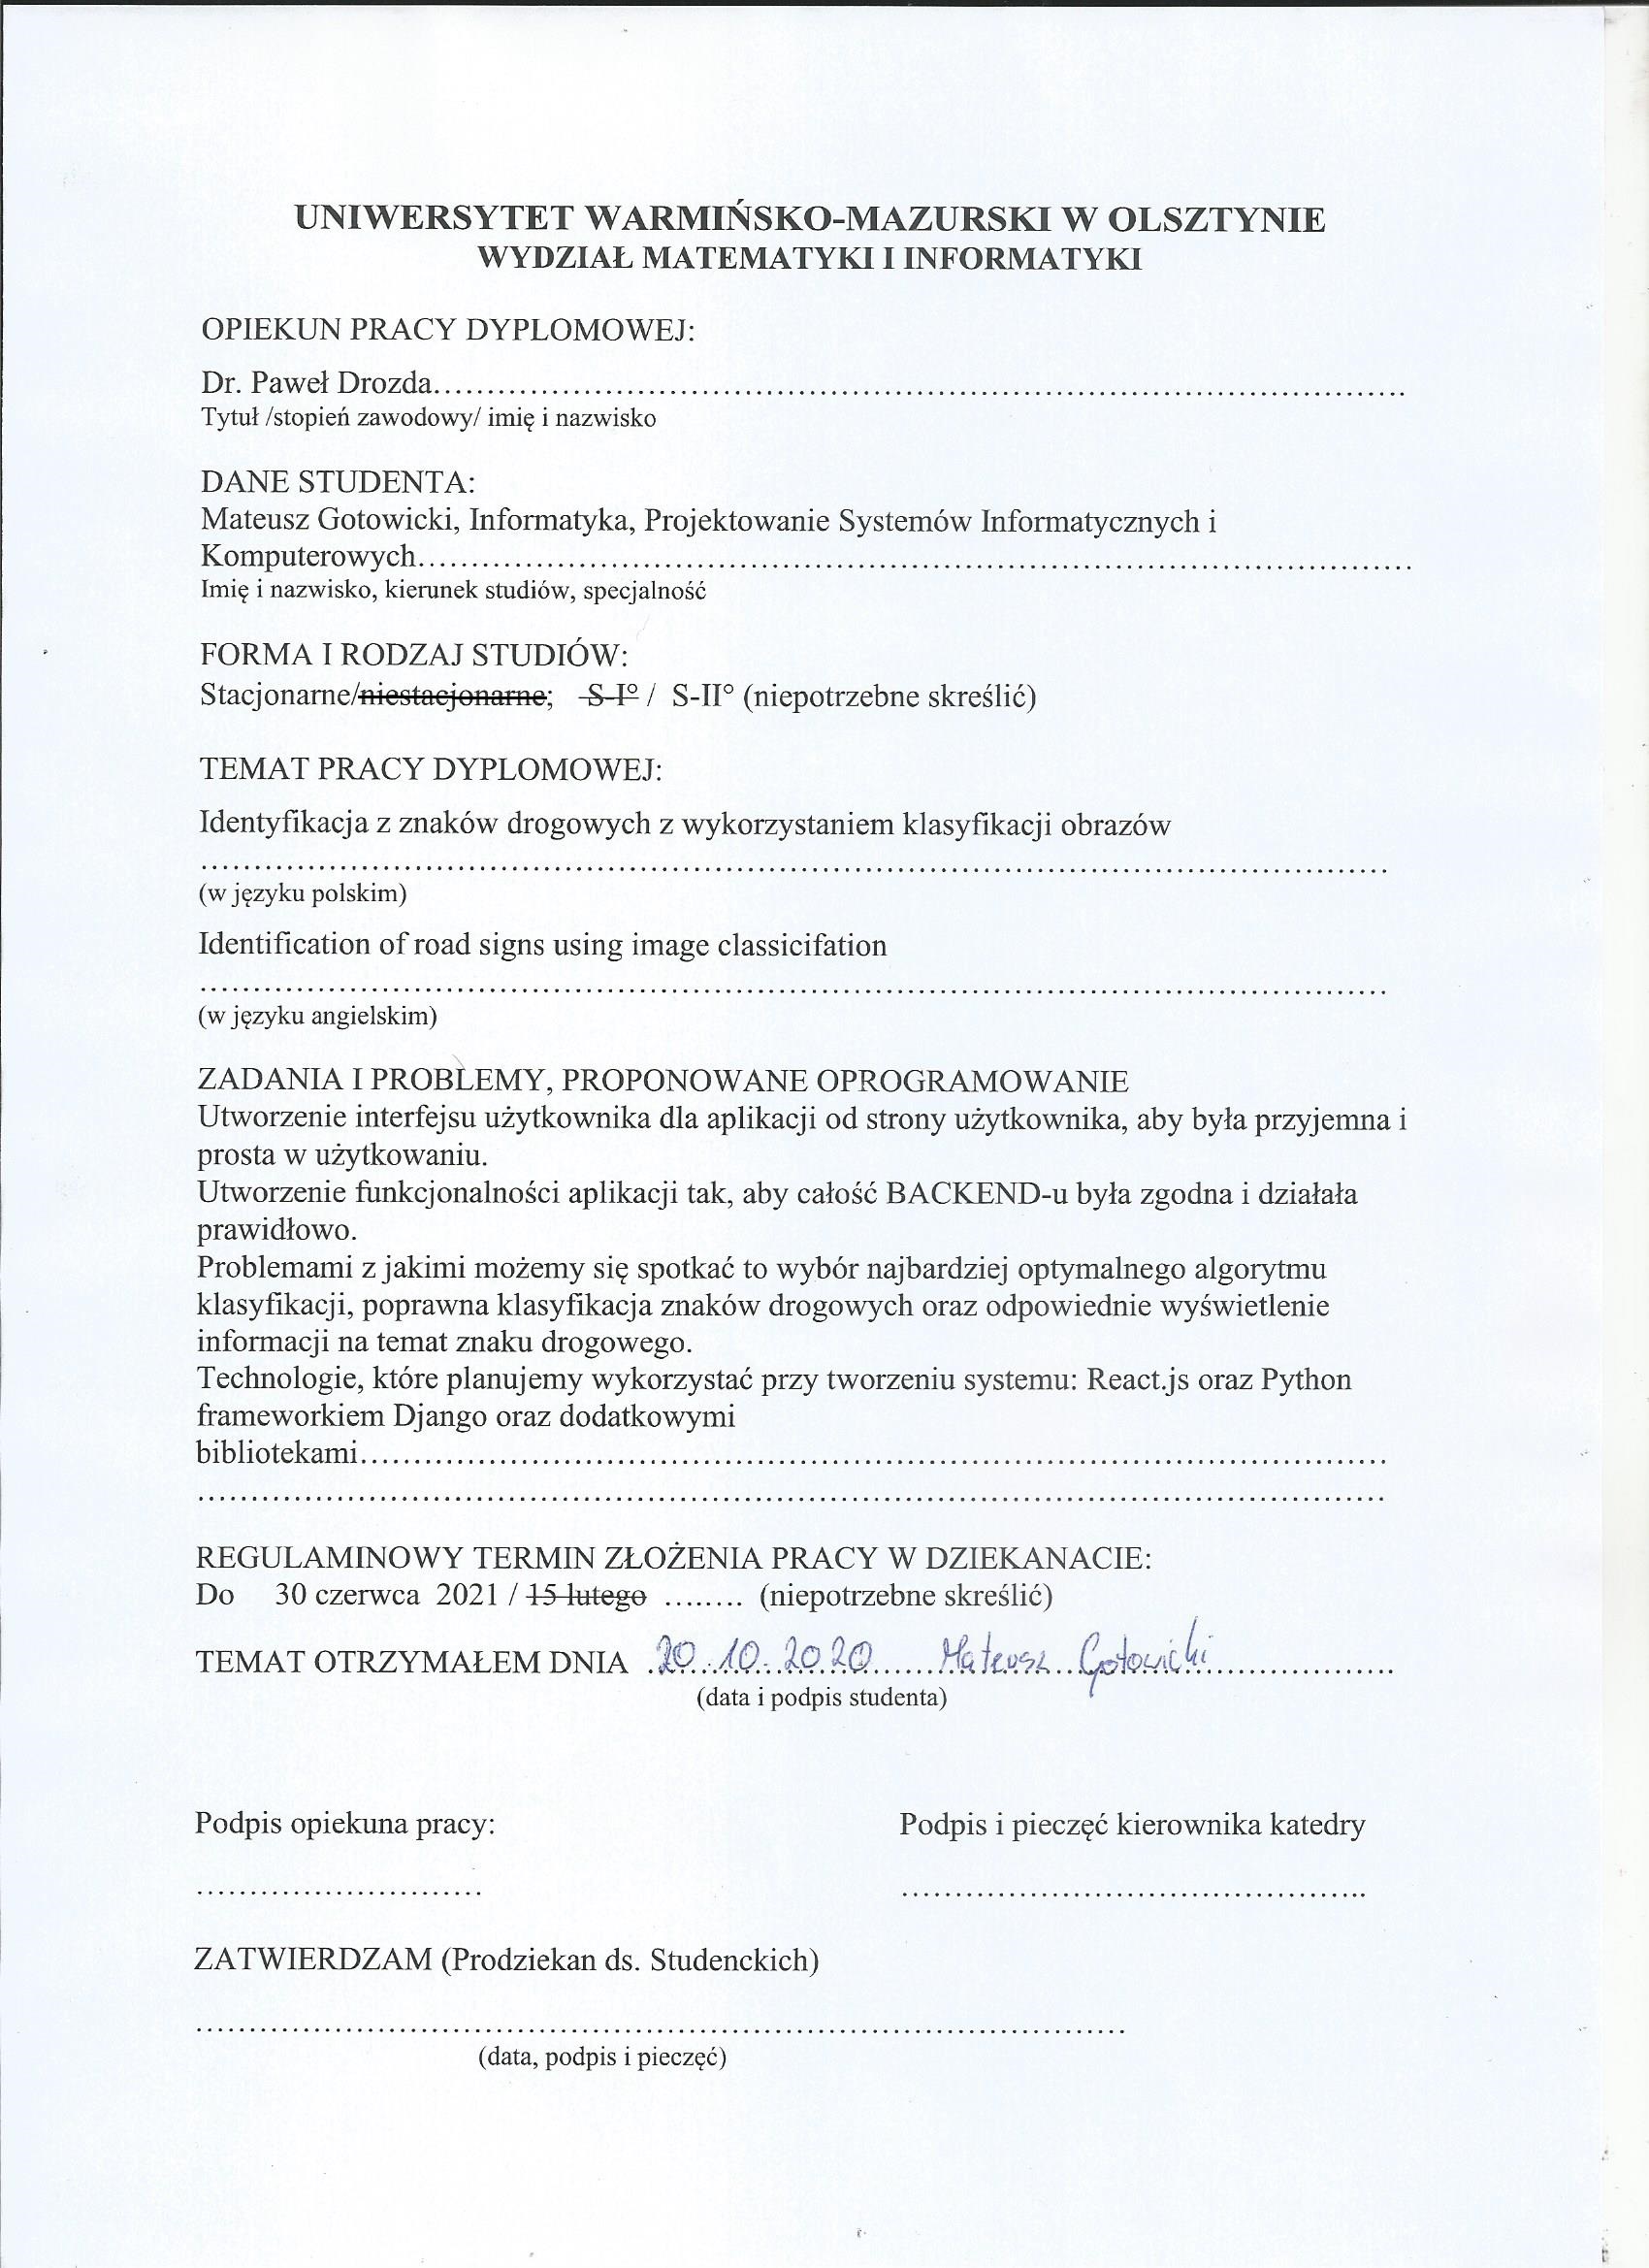 UNIWERSYTET WARMIŃSKO-MAZURSKI W OLSZTYNIE
WYDZIAŁ MATEMATYKI I INFORMATYKI
OPIEKUN PRACY DYPLOMOWEJ:
Dr. Paweł Drozda..........................................................................................
Tytuł /stopień zawodowy/ imię i nazwisko
DANE STUDENTA:
Mateusz Gotowicki, Informatyka, Projektowanie Systemów Informatycznych i
Komputerowych............................................................................................
Imię i nazwisko, kierunek studiów, specjalność
FORMA I RODZAJ STUDIÓW:
Stacjonarne/niestacjonarne; S-I° / S-II° (niepotrzebne skreślić)
TEMAT PRACY DYPLOMOWEJ:
Identyfikacja z znaków drogowych z wykorzystaniem klasyfikacji obrazów
..............................................................................................................
(w języku polskim)
Identification of road signs using image classicifation
..............................................................................................................
(w języku angielskim)
ZADANIA I PROBLEMY, PROPONOWANE OPROGRAMOWANIE
Utworzenie interfejsu użytkownika dla aplikacji od strony użytkownika, aby była przyjemna i
prosta w użytkowaniu.
Utworzenie funkcjonalności aplikacji tak, aby całość BACKEND-u była zgodna i działała
prawidłowo.
Problemami z jakimi możemy się spotkać to wybór najbardziej optymalnego algorytmu
klasyfikacji, poprawna klasyfikacja znaków drogowych oraz odpowiednie wyświetlenie
informacji na temat znaku drogowego.
Technologie, które planujemy wykorzystać przy tworzeniu systemu: React.js oraz Python
frameworkiem Django oraz dodatkowymi
bibliotekami...............................................................................................
..............................................................................................................
REGULAMINOWY TERMIN ZŁOŻENIA PRACY W DZIEKANACIE:
Do 30 czerwca 2021 / 15 lutego ........ (niepotrzebne skreślić)
TEMAT OTRZYMAŁEM DNIA 20.10.2020 Mateusz Gotowicki
(data i podpis studenta)
Podpis opiekuna pracy: Podpis i pieczęć kierownika katedry
........................... ............................................
ZATWIERDZAM (Prodziekan ds. Studenckich)
......................................................................................
(data, podpis i pieczęć)